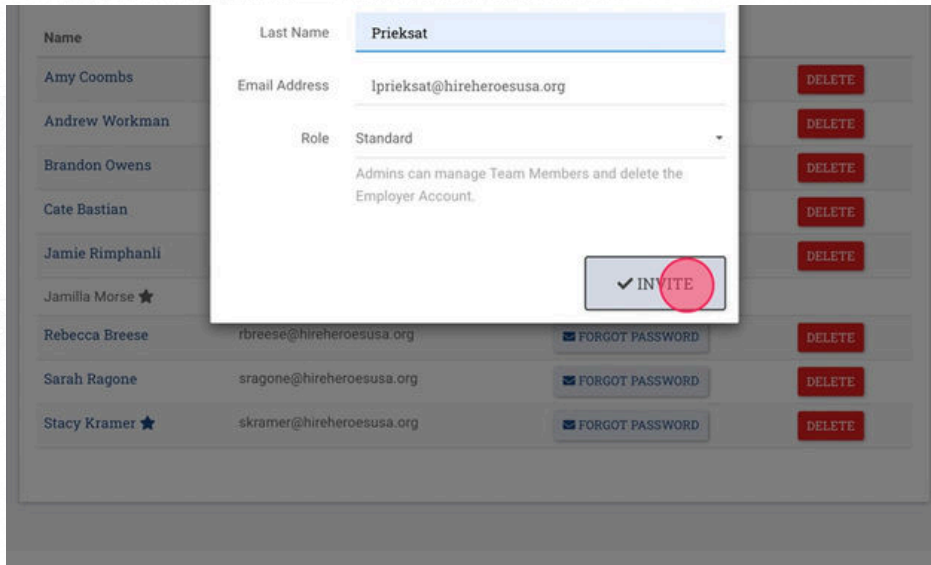 Name
Last Name Prieksat
Amy Coombs DELETE
Email Address lprieksat@hireheroesusa.org
Andrew Workman DELETE
Role Standard
Brandon Owens DELETE
Admins can manage Team Members and delete the
Employer Account.
Cate Bastian DELETE
Jamie Rimphanli DELETE
INVITE
Jamilla Morse
Rebecca Breese rbreese@hireheroesusa.org FORGOT PASSWORD DELETE
Sarah Ragone sragone@hireheroesusa.org FORGOT PASSWORD DELETE
Stacy Kramer skramer@hireheroesusa.org FORGOT PASSWORD DELETE